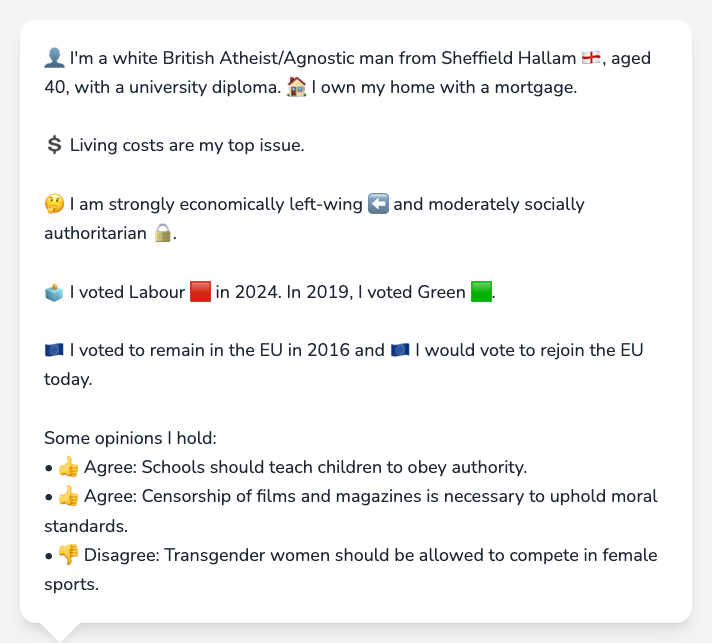 👤 I'm a white British Atheist/Agnostic man from Sheffield Hallam 🏴󠁧󠁢󠁥󠁮󠁧󠁿, aged
40, with a university diploma. 🏠 I own my home with a mortgage.
💲 Living costs are my top issue.
🤔 I am strongly economically left-wing ⬅️ and moderately socially
authoritarian 🔒.
🗳️ I voted Labour 🟥 in 2024. In 2019, I voted Green 🟩.
🇪🇺 I voted to remain in the EU in 2016 and 🇪🇺 I would vote to rejoin the EU
today.
Some opinions I hold:
• 👍 Agree: Schools should teach children to obey authority.
• 👍 Agree: Censorship of films and magazines is necessary to uphold moral
standards.
• 👎 Disagree: Transgender women should be allowed to compete in female
sports.